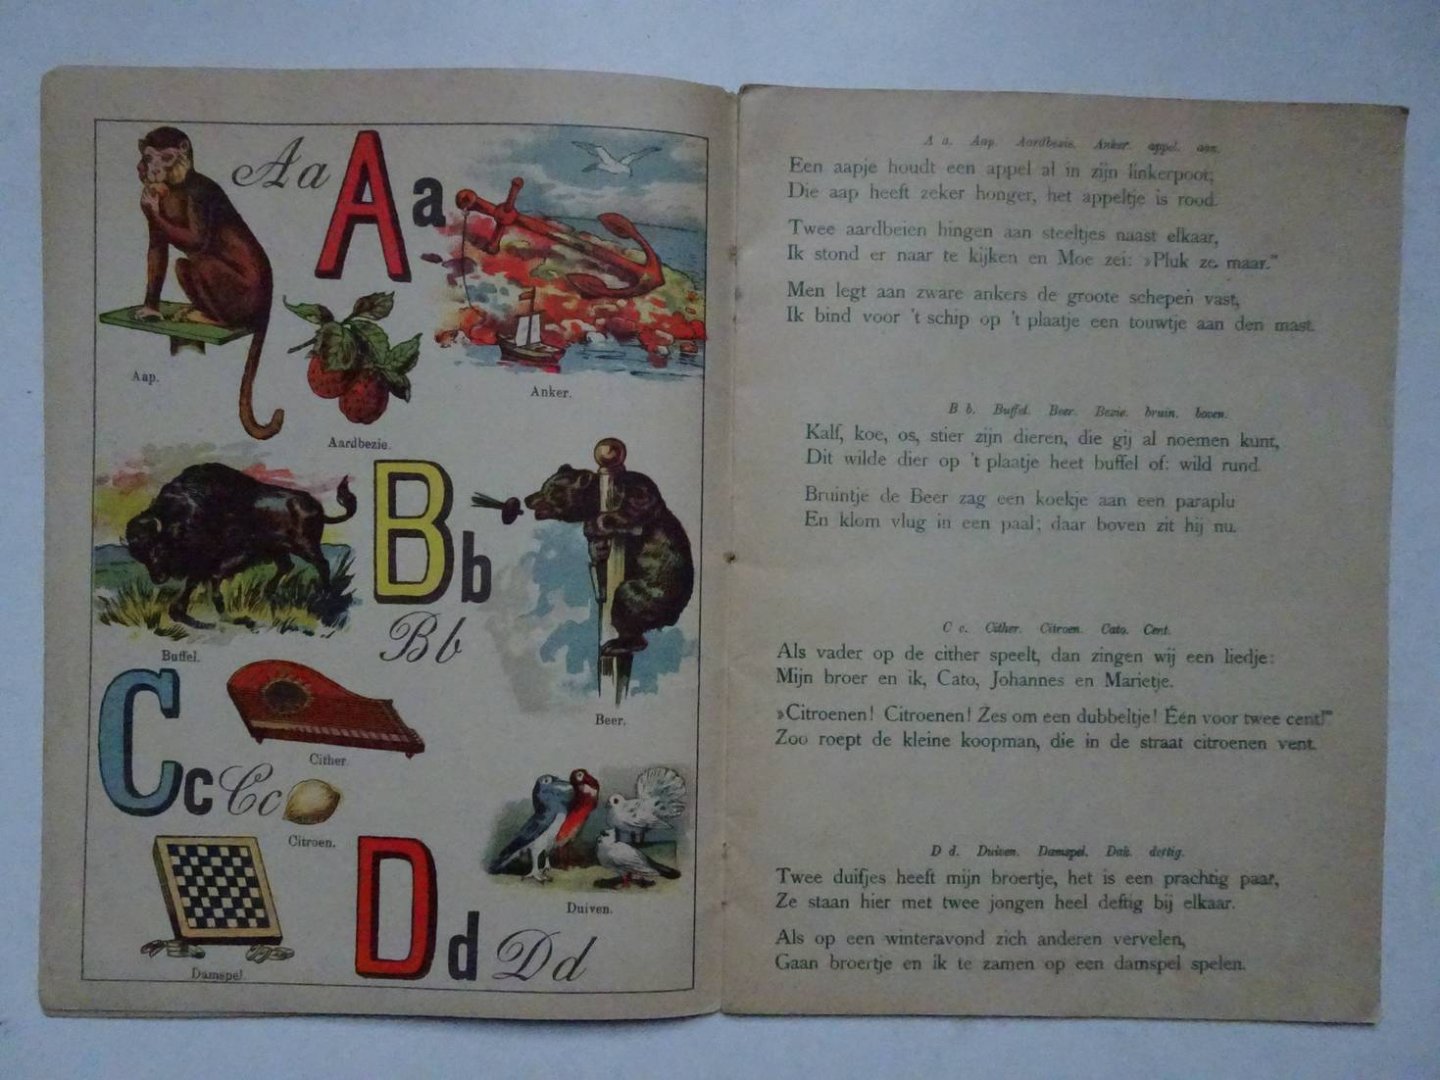 Aa A a
Aap.
Aardbezie.
Anker.
Buffel.
B b
Bb
Beer.
C c Cc
Cither.
Citroen.
Damspel.
D d Dd
Duiven.
A a. Aap. Aardbezie. Anker. appel. aan.
Een aapje houdt een appel al in zijn linkerpoot;
Die aap heeft zeker honger, het appeltje is rood.
Twee aardbeien hingen aan steeltjes naast elkaar,
Ik stond er naar te kijken en Moe zei: »Pluk ze maar."
Men legt aan zware ankers de groote schepen vast,
Ik bind voor 't schip op 't plaatje een touwtje aan den mast.
B b. Buffel. Beer. Bezie. bruin. boven.
Kalf, koe, os, stier zijn dieren, die gij al noemen kunt,
Dit wilde dier op 't plaatje heet buffel of: wild rund.
Bruintje de Beer zag een koekje aan een paraplu
En klom vlug in een paal; daar boven zit hij nu.
C c. Cither. Citroen. Cato. Cent.
Als vader op de cither speelt, dan zingen wij een liedje:
Mijn broer en ik, Cato, Johannes en Marietje.
»Citroenen! Citroenen! Zes om een dubbeltje! Één voor twee cent!"
Zoo roept de kleine koopman, die in de straat citroenen vent.
D d. Duiven. Damspel. Dak. deftig.
Twee duifjes heeft mijn broertje, het is een prachtig paar,
Ze staan hier met twee jongen heel deftig bij elkaar.
Als op een winteravond zich anderen vervelen,
Gaan broertje en ik te zamen op een damspel spelen.